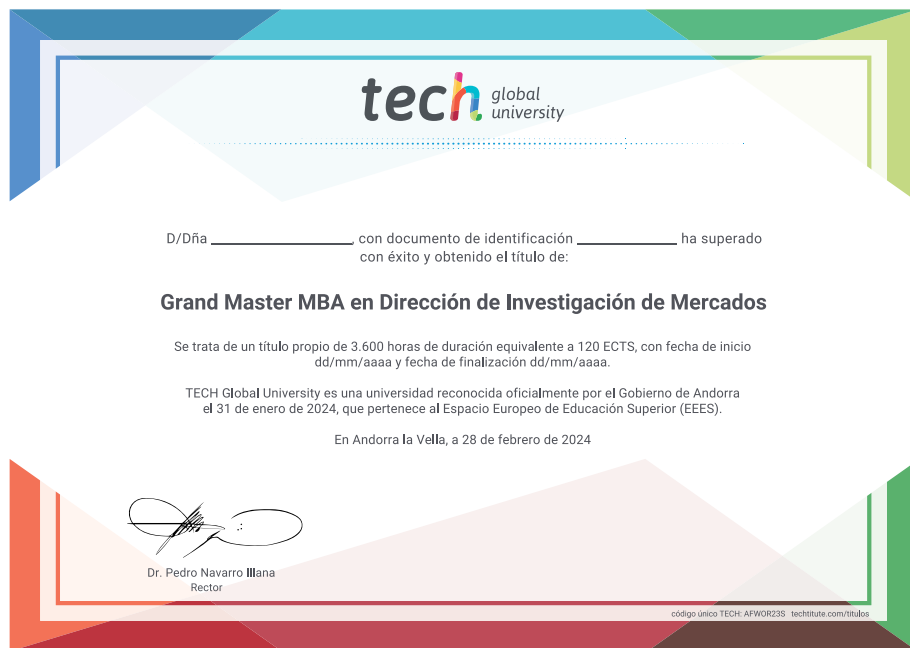 tech global university
D/Dña ________________, con documento de identificación ____________ ha superado
con éxito y obtenido el título de:
Grand Master MBA en Dirección de Investigación de Mercados
Se trata de un título propio de 3.600 horas de duración equivalente a 120 ECTS, con fecha de inicio
dd/mm/aaaa y fecha de finalización dd/mm/aaaa.
TECH Global University es una universidad reconocida oficialmente por el Gobierno de Andorra
el 31 de enero de 2024, que pertenece al Espacio Europeo de Educación Superior (EEES).
En Andorra la Vella, a 28 de febrero de 2024
Dr. Pedro Navarro Illana
Rector
código único TECH: AFWOR23S techtitute.com/titulos